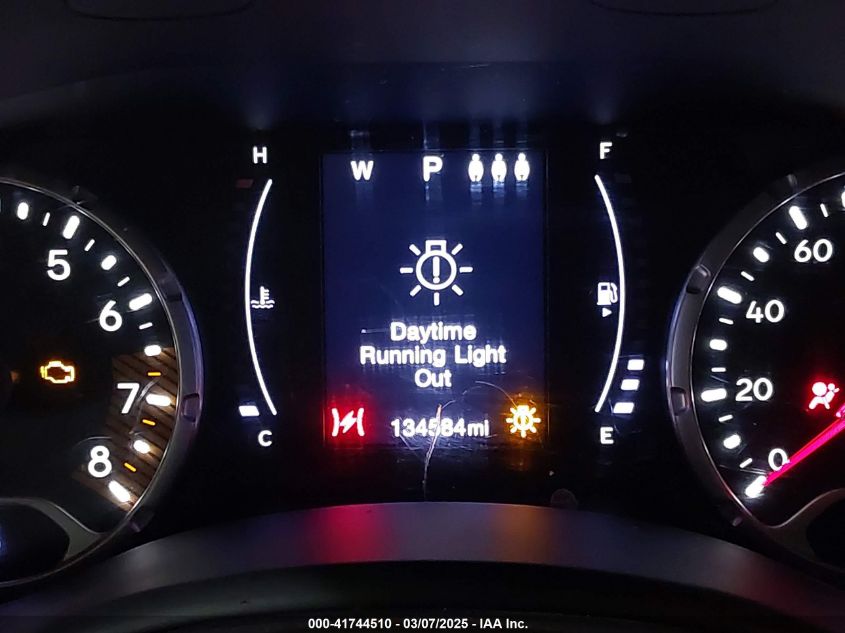 H
F
W P
5
6
7
8
60
40
20
0
Daytime
Running Light
Out
134584mi
C
E
000-41744510 - 03/07/2025 - IAA Inc.